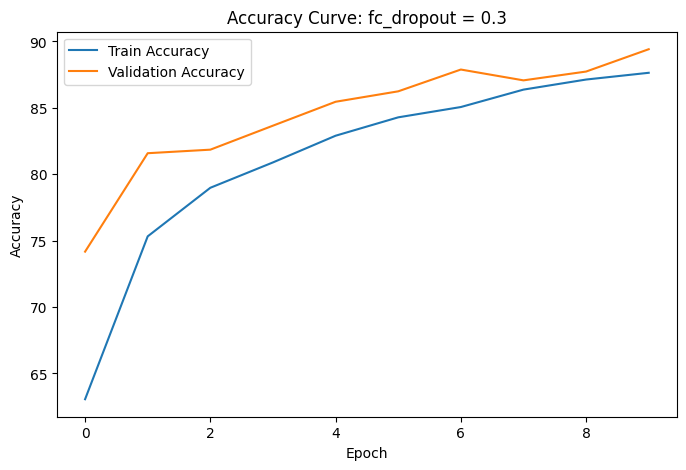 Accuracy Curve: fc_dropout = 0.3
Train Accuracy
Validation Accuracy
90
85
80
75
70
65
Accuracy
0 2 4 6 8
Epoch